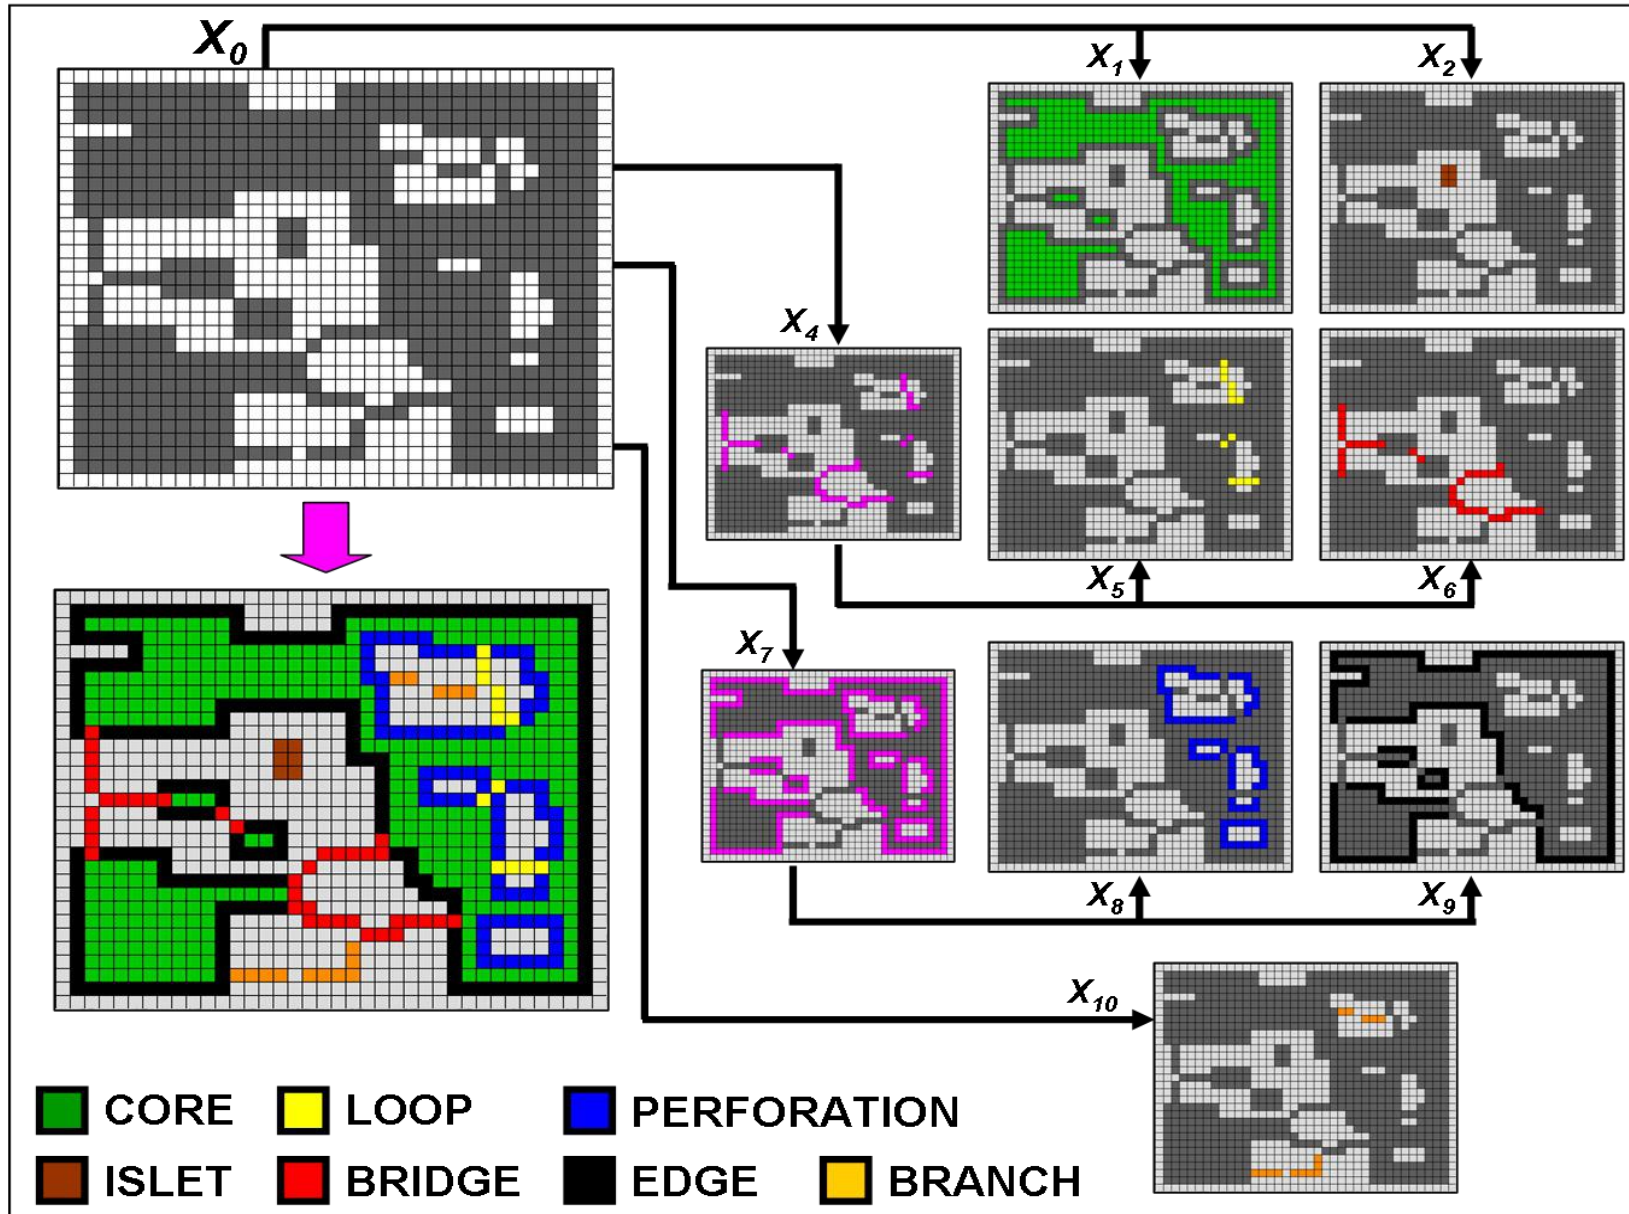 X0
X1
X2
X4
X5
X6
X7
X8
X9
X10
CORE
LOOP
PERFORATION
ISLET
BRIDGE
EDGE
BRANCH